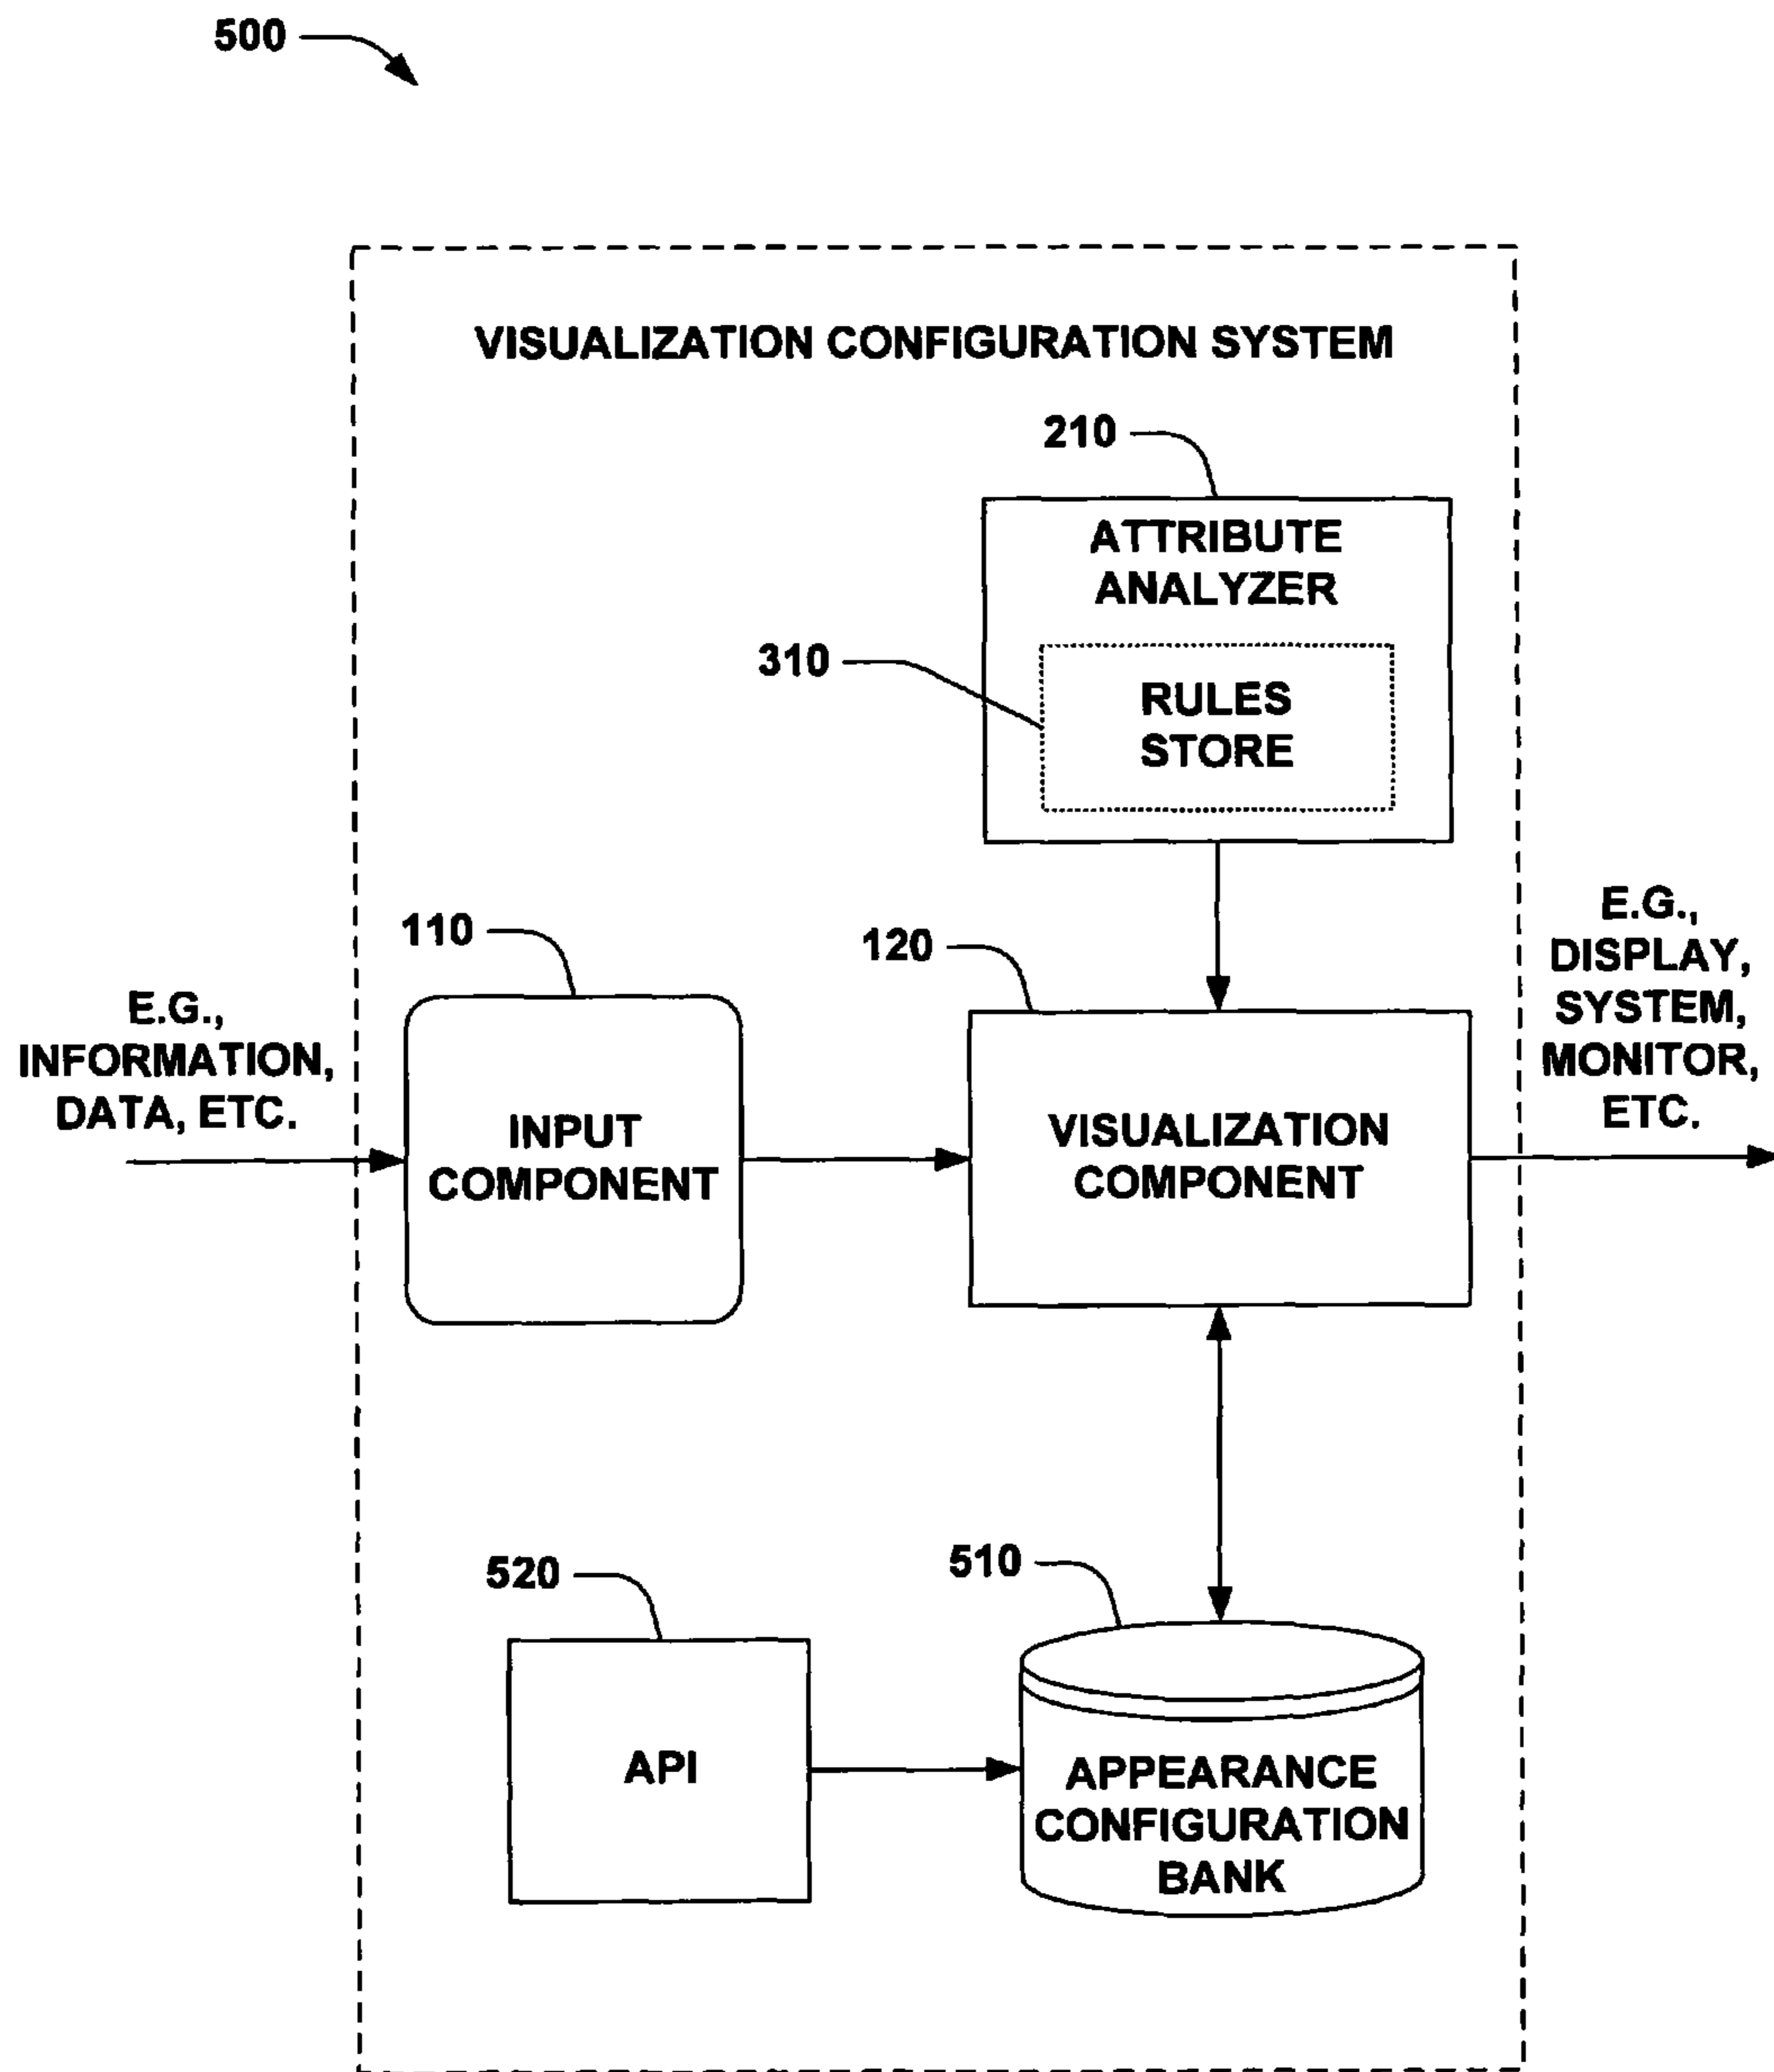 500
VISUALIZATION CONFIGURATION SYSTEM
210
ATTRIBUTE
ANALYZER
310
RULES
STORE
110
120
E.G.,
INFORMATION,
DATA, ETC.
INPUT
COMPONENT
VISUALIZATION
COMPONENT
E.G.,
DISPLAY,
SYSTEM,
MONITOR,
ETC.
520
510
API
APPEARANCE
CONFIGURATION
BANK